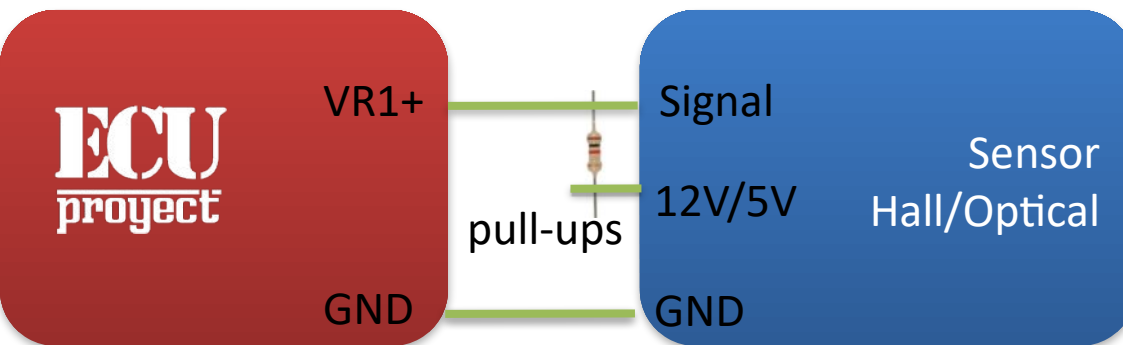 ECU
proyect
VR1+
GND
pull-ups
Signal
12V/5V
GND
Sensor
Hall/Optical